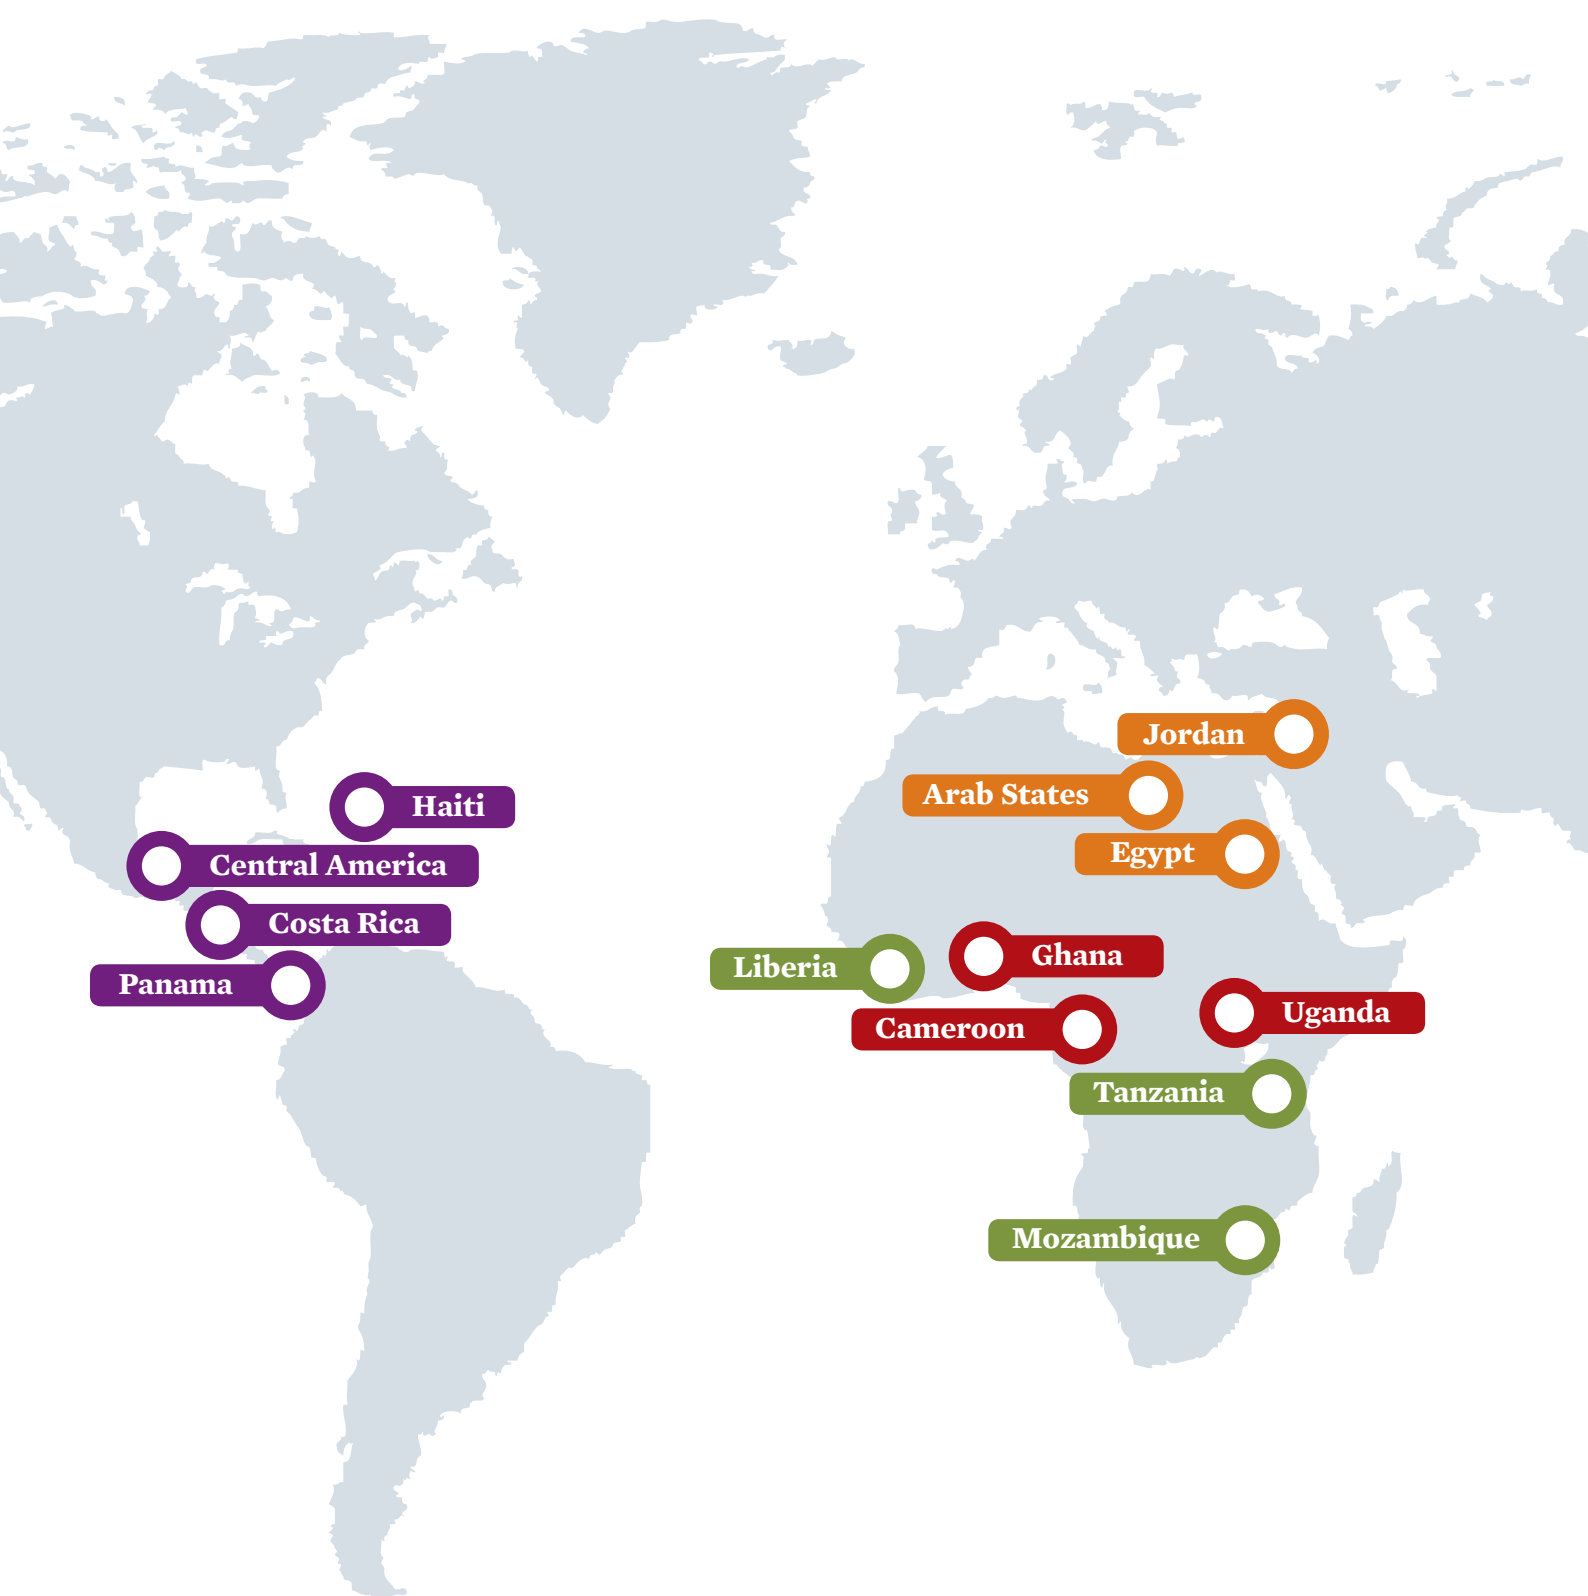 Jordan
Arab States
Haiti
Egypt
Central America
Costa Rica
Ghana
Liberia
Panama
Uganda
Cameroon
Tanzania
Mozambique